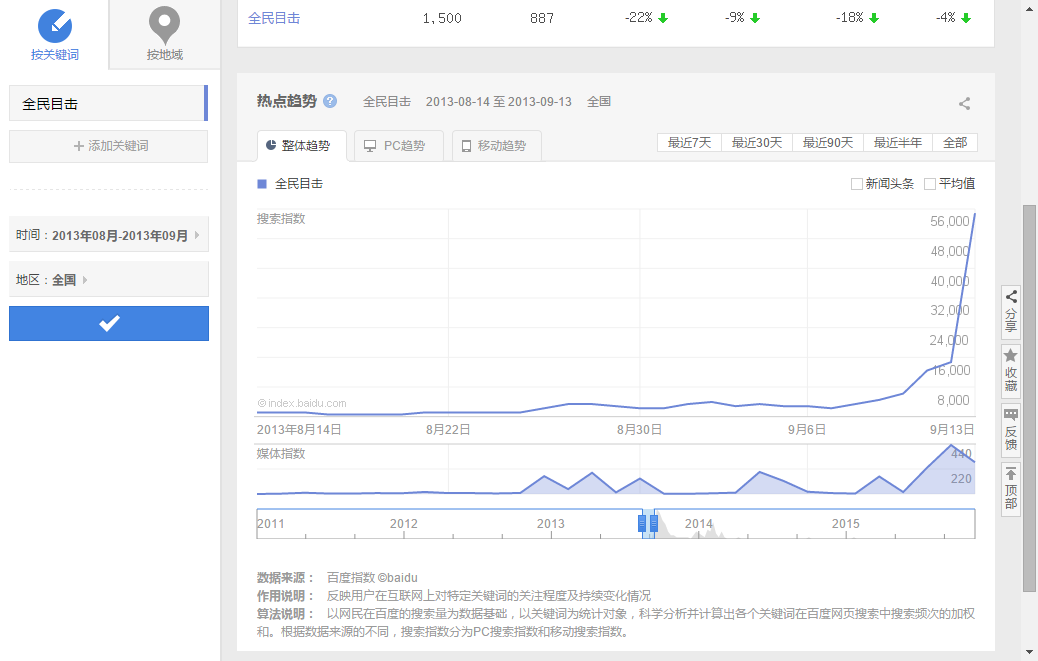 按关键词
按地域
全民目击
添加关键词
时间：2013年08月-2013年09月
地区：全国
全民目击 1,500 887 -22% -9% -18% -4%
热点趋势 ? 全民目击 2013-08-14 至 2013-09-13 全国
整体趋势 PC趋势 移动趋势 最近7天 最近30天 最近90天 最近半年 全部
全民目击 新闻头条 平均值
搜索指数 56,000
48,000
40,000
32,000
24,000
16,000
8,000
© index.baidu.com
2013年8月14日 8月22日 8月30日 9月6日 9月13日
媒体指数 440
220
2011 2012 2013 2014 2015
数据来源： 百度指数 ©baidu
作用说明： 反映用户在互联网上对特定关键词的关注程度及持续变化情况
算法说明： 以网民在百度的搜索量为数据基础，以关键词为统计对象，科学分析并计算出各个关键词在百度网页搜索中搜索频次的加权
和。根据数据来源的不同，搜索指数分为PC搜索指数和移动搜索指数。
分享
收藏
反馈
顶部